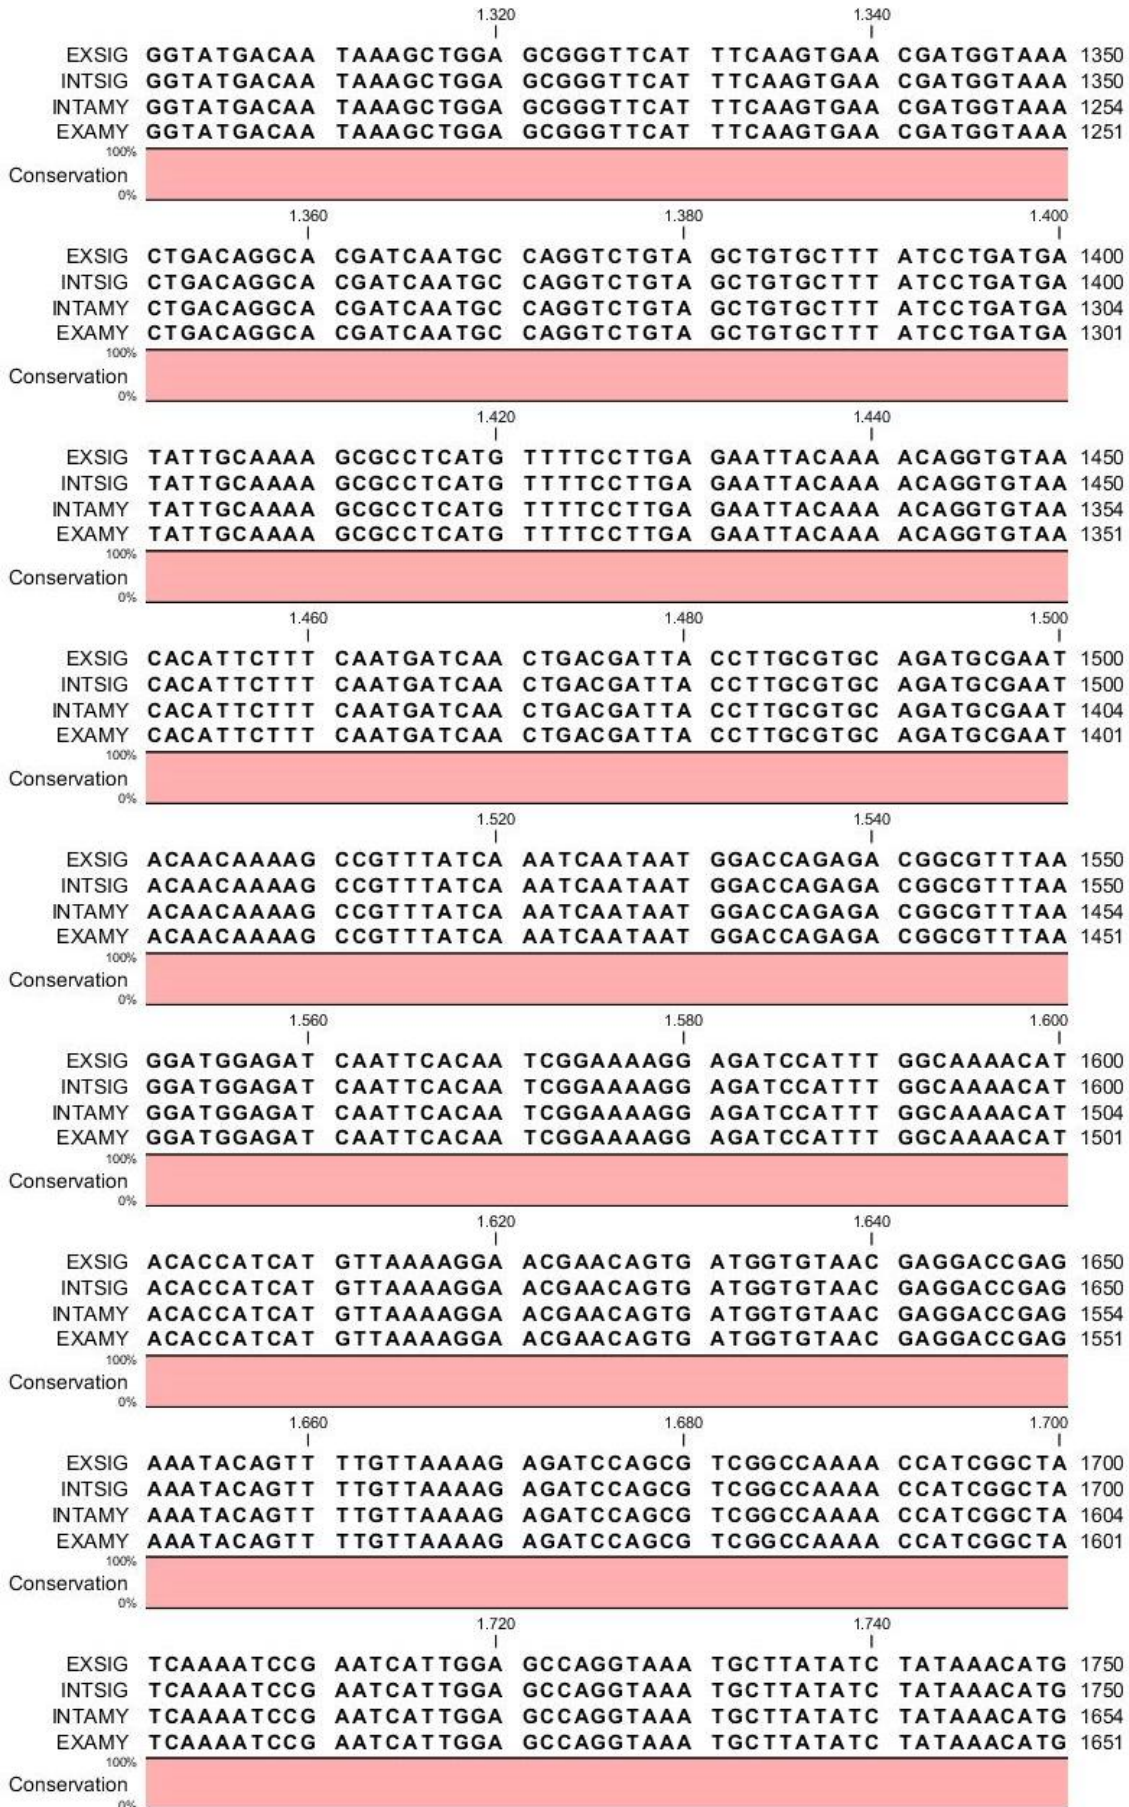 1.320 1.340
EXSIG GGTATGACAA TAAAGCTGGA GCGGGTTCAT TTCAAGTGAA CGATGGTAAA 1350
INTSIG GGTATGACAA TAAAGCTGGA GCGGGTTCAT TTCAAGTGAA CGATGGTAAA 1350
INTAMY GGTATGACAA TAAAGCTGGA GCGGGTTCAT TTCAAGTGAA CGATGGTAAA 1254
EXAMY GGTATGACAA TAAAGCTGGA GCGGGTTCAT TTCAAGTGAA CGATGGTAAA 1251
100%
Conservation
0%
1.360 1.380 1.400
EXSIG CTGACAGGCA CGATCAATGC CAGGTCTGTA GCTGTGCTTT ATCCTGATGA 1400
INTSIG CTGACAGGCA CGATCAATGC CAGGTCTGTA GCTGTGCTTT ATCCTGATGA 1400
INTAMY CTGACAGGCA CGATCAATGC CAGGTCTGTA GCTGTGCTTT ATCCTGATGA 1304
EXAMY CTGACAGGCA CGATCAATGC CAGGTCTGTA GCTGTGCTTT ATCCTGATGA 1301
100%
Conservation
0%
1.420 1.440
EXSIG TATTGCAAAA GCGCCTCATG TTTTCCTTGA GAATTACAAA ACAGGTGTAA 1450
INTSIG TATTGCAAAA GCGCCTCATG TTTTCCTTGA GAATTACAAA ACAGGTGTAA 1450
INTAMY TATTGCAAAA GCGCCTCATG TTTTCCTTGA GAATTACAAA ACAGGTGTAA 1354
EXAMY TATTGCAAAA GCGCCTCATG TTTTCCTTGA GAATTACAAA ACAGGTGTAA 1351
100%
Conservation
0%
1.460 1.480 1.500
EXSIG CACATTCTTT CAATGATCAA CTGACGATTA CCTTGCGTGC AGATGCGAAT 1500
INTSIG CACATTCTTT CAATGATCAA CTGACGATTA CCTTGCGTGC AGATGCGAAT 1500
INTAMY CACATTCTTT CAATGATCAA CTGACGATTA CCTTGCGTGC AGATGCGAAT 1404
EXAMY CACATTCTTT CAATGATCAA CTGACGATTA CCTTGCGTGC AGATGCGAAT 1401
100%
Conservation
0%
1.520 1.540
EXSIG ACAACAAAAG CCGTTTATCA AATCAATAAT GGACCAGAGA CGGCGTTTAA 1550
INTSIG ACAACAAAAG CCGTTTATCA AATCAATAAT GGACCAGAGA CGGCGTTTAA 1550
INTAMY ACAACAAAAG CCGTTTATCA AATCAATAAT GGACCAGAGA CGGCGTTTAA 1454
EXAMY ACAACAAAAG CCGTTTATCA AATCAATAAT GGACCAGAGA CGGCGTTTAA 1451
100%
Conservation
0%
1.560 1.580 1.600
EXSIG GGATGGAGAT CAATTCACAA TCGGAAAAGG AGATCCATTT GGCAAAACAT 1600
INTSIG GGATGGAGAT CAATTCACAA TCGGAAAAGG AGATCCATTT GGCAAAACAT 1600
INTAMY GGATGGAGAT CAATTCACAA TCGGAAAAGG AGATCCATTT GGCAAAACAT 1504
EXAMY GGATGGAGAT CAATTCACAA TCGGAAAAGG AGATCCATTT GGCAAAACAT 1501
100%
Conservation
0%
1.620 1.640
EXSIG ACACCATCAT GTTAAAAGGA ACGAACAGTG ATGGTGTAAC GAGGACCGAG 1650
INTSIG ACACCATCAT GTTAAAAGGA ACGAACAGTG ATGGTGTAAC GAGGACCGAG 1650
INTAMY ACACCATCAT GTTAAAAGGA ACGAACAGTG ATGGTGTAAC GAGGACCGAG 1554
EXAMY ACACCATCAT GTTAAAAGGA ACGAACAGTG ATGGTGTAAC GAGGACCGAG 1551
100%
Conservation
0%
1.660 1.680 1.700
EXSIG AAATACAGTT TTGTTAAAAG AGATCCAGCG TCGGCCAAAA CCATCGGCTA 1700
INTSIG AAATACAGTT TTGTTAAAAG AGATCCAGCG TCGGCCAAAA CCATCGGCTA 1700
INTAMY AAATACAGTT TTGTTAAAAG AGATCCAGCG TCGGCCAAAA CCATCGGCTA 1604
EXAMY AAATACAGTT TTGTTAAAAG AGATCCAGCG TCGGCCAAAA CCATCGGCTA 1601
100%
Conservation
0%
1.720 1.740
EXSIG TCAAAATCCG AATCATTGGA GCCAGGTAAA TGCTTATATC TATAAACATG 1750
INTSIG TCAAAATCCG AATCATTGGA GCCAGGTAAA TGCTTATATC TATAAACATG 1750
INTAMY TCAAAATCCG AATCATTGGA GCCAGGTAAA TGCTTATATC TATAAACATG 1654
EXAMY TCAAAATCCG AATCATTGGA GCCAGGTAAA TGCTTATATC TATAAACATG 1651
100%
Conservation
0%